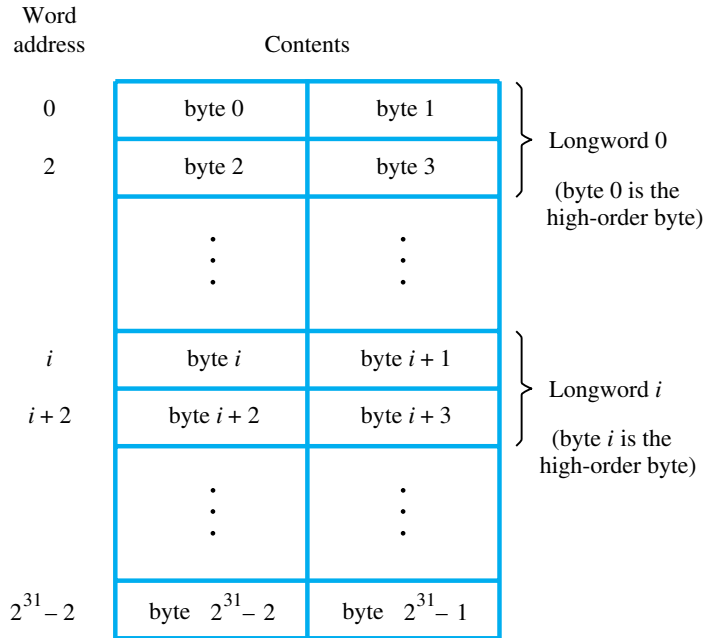 Word
address
Contents
0
byte 0
byte 1
Longword 0
2
byte 2
byte 3
(byte 0 is the
high-order byte)
i
byte i
byte i + 1
Longword i
i + 2
byte i + 2
byte i + 3
(byte i is the
high-order byte)
2^31 – 2
byte 2^31 – 2
byte 2^31 – 1